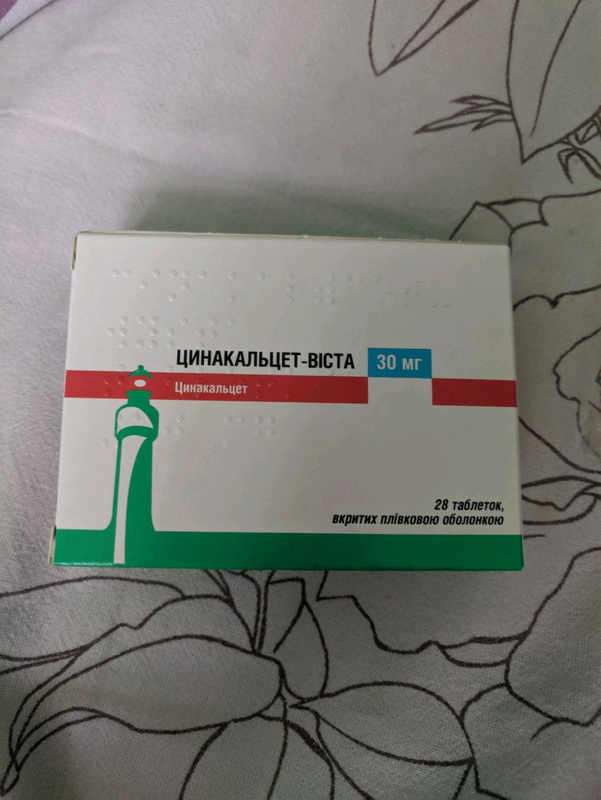 ЦИНАКАЛЬЦЕТ-ВІСТА 30 мг
Цинакальцет
28 таблеток,
вкритих плівковою оболонкою